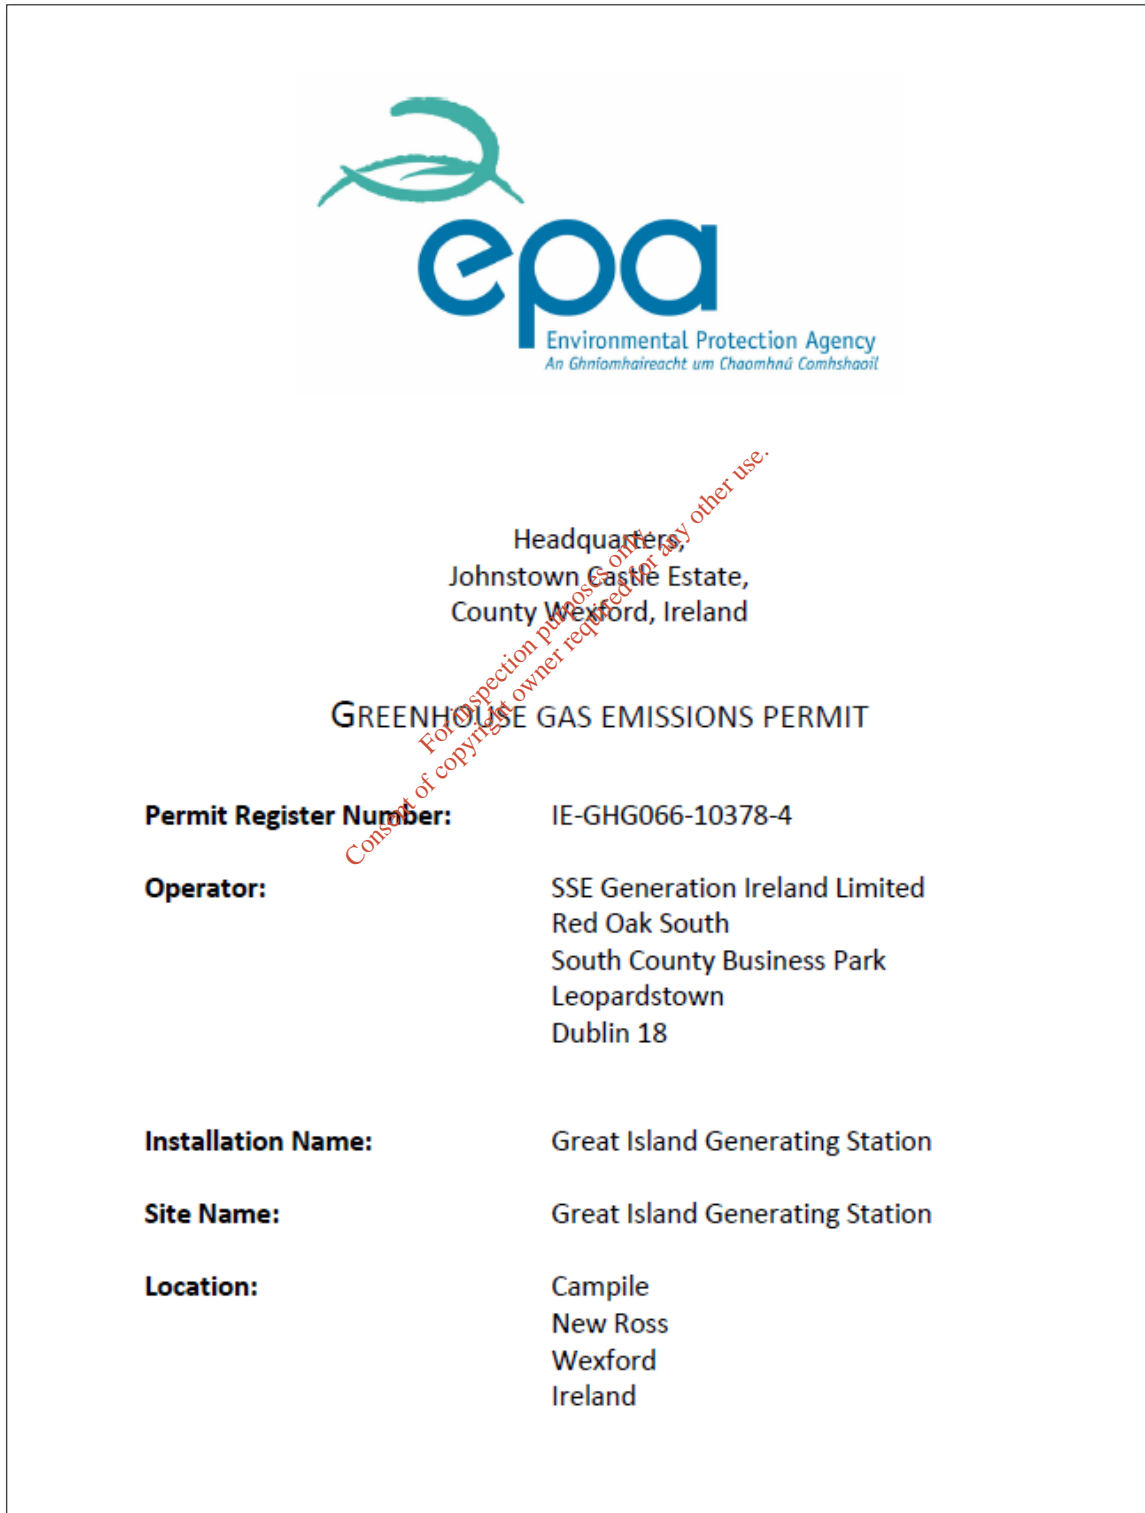 epa
Environmental Protection Agency
An Ghníomhaireacht um Chaomhnú Comhshaoil
Headquarters,
Johnstown Castle Estate,
County Wexford, Ireland
GREENHOUSE GAS EMISSIONS PERMIT
For inspection purposes only.
Consent of copyright owner required for any other use.
Permit Register Number: IE-GHG066-10378-4
Operator: SSE Generation Ireland Limited
Red Oak South
South County Business Park
Leopardstown
Dublin 18
Installation Name: Great Island Generating Station
Site Name: Great Island Generating Station
Location: Campile
New Ross
Wexford
Ireland